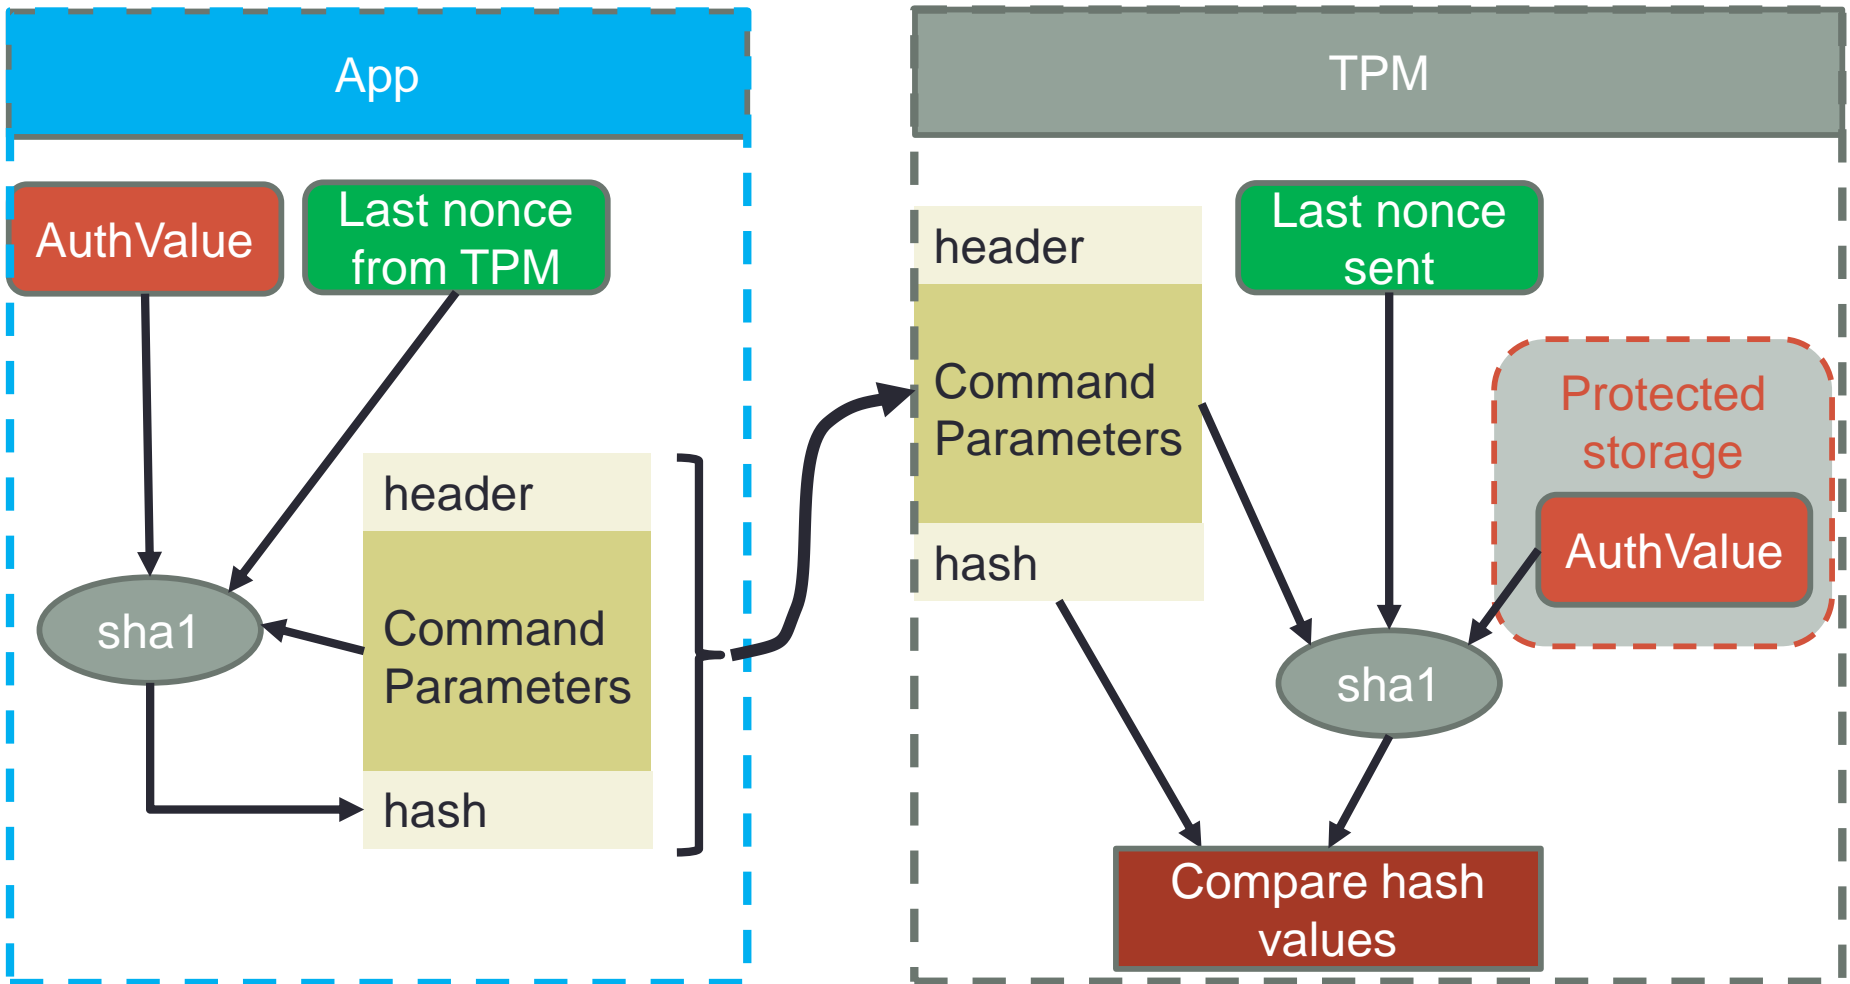 App
AuthValue
Last nonce
from TPM
header
Command
Parameters
hash
sha1
TPM
header
Command
Parameters
hash
Last nonce
sent
Protected
storage
AuthValue
sha1
Compare hash
values